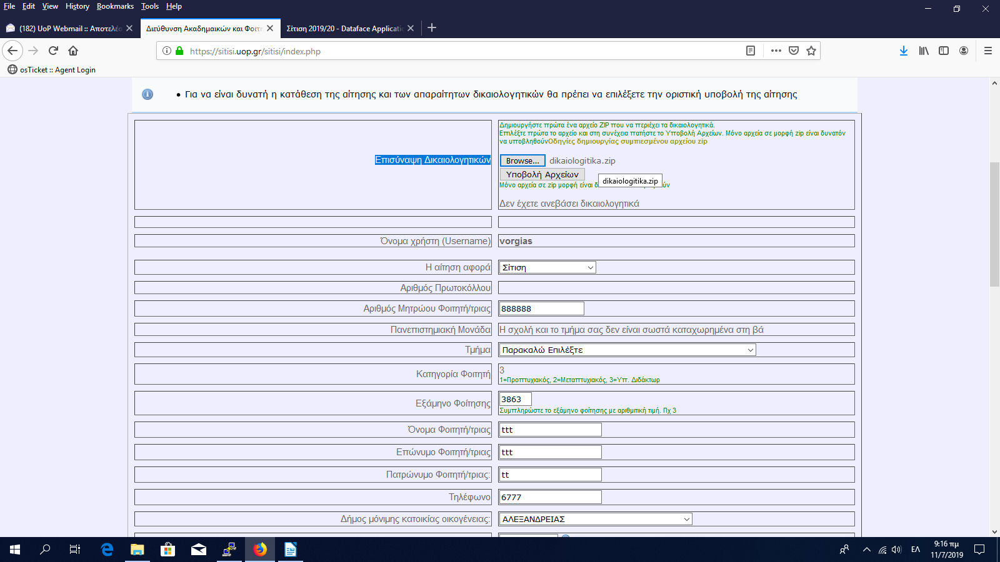 File Edit View History Bookmarks Tools Help
(182) UoP Webmail :: Αποτελέσ
Διεύθυνση Ακαδημαικών και Φοιτη
Σίτιση 2019/20 - Dataface Applicatio
https://sitisi.uop.gr/sitisi/index.php
osTicket :: Agent Login
• Για να είναι δυνατή η κατάθεση της αίτησης και των απαραίτητων δικαιολογητικών θα πρέπει να επιλέξετε την οριστική υποβολή της αίτησης
Δημιουργήστε πρώτα ένα αρχείο ZIP που να περιέχει τα δικαιολογητικά.
Επιλέξτε πρώτα το αρχείο και στη συνέχεια πατήστε το Υποβολή Αρχείων. Μόνο αρχεία σε μορφή zip είναι δυνατόν
να υποβληθούνΟδηγίες δημιουργίας συμπιεσμένου αρχείου zip
Επισύναψη Δικαιολογητικών
Browse... dikaiologitika.zip
Υποβολή Αρχείων
dikaiologitika.zip
Μόνο αρχεία σε zip μορφή είναι
Δεν έχετε ανεβάσει δικαιολογητικά
Όνομα χρήστη (Username) vorgias
Η αίτηση αφορά Σίτιση
Αριθμός Πρωτοκόλλου
Αριθμός Μητρώου Φοιτητή/τριας 888888
Πανεπιστημιακή Μονάδα Η σχολή και το τμήμα σας δεν είναι σωστά καταχωρημένα στη βά
Τμήμα Παρακαλώ Επιλέξτε
Κατηγορία Φοιτητή 3
1=Προπτυχιακός, 2=Μεταπτυχιακός, 3=Υπ. Διδάκτωρ
Εξάμηνο Φοίτησης 3863
Συμπληρώστε το εξάμηνο φοίτησης με αριθμιτική τιμή. Πχ 3
Όνομα Φοιτητή/τριας ttt
Επώνυμο Φοιτητή/τριας ttt
Πατρώνυμο Φοιτητή/τριας: tt
Τηλέφωνο 6777
Δήμος μόνιμης κατοικίας οικογένειας: ΑΛΕΞΑΝΔΡΕΙΑΣ
ΕΛ
9:16 πμ
11/7/2019